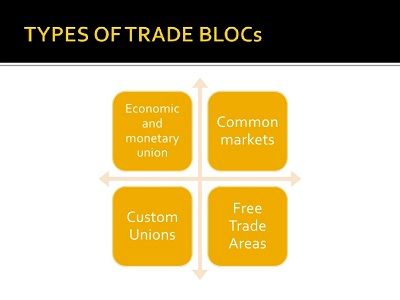 TYPES OF TRADE BLOCs
Economic
and
monetary
union
Common
markets
Custom
Unions
Free
Trade
Areas